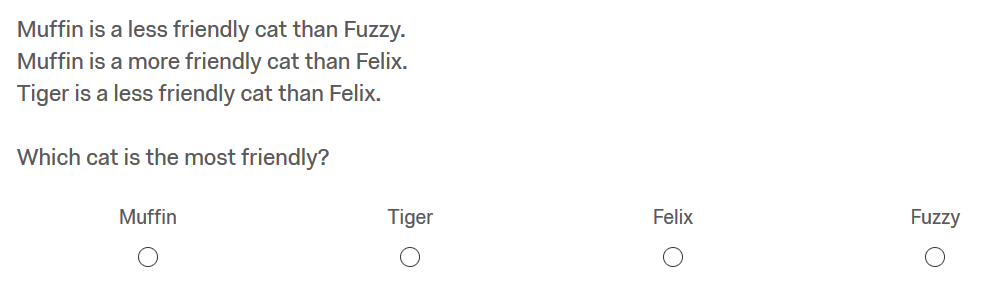 Muffin is a less friendly cat than Fuzzy.
Muffin is a more friendly cat than Felix.
Tiger is a less friendly cat than Felix.
Which cat is the most friendly?
Muffin Tiger Felix Fuzzy